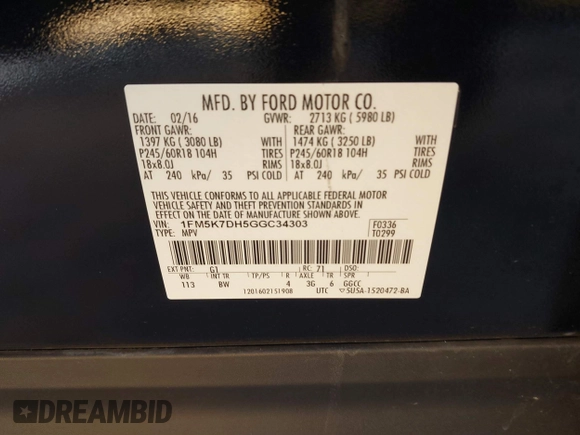 MFD. BY FORD MOTOR CO.
DATE: 02/16 GVWR: 2713 KG ( 5980 LB)
FRONT GAWR: REAR GAWR:
1397 KG ( 3080 LB) WITH 1474 KG ( 3250 LB) WITH
P245/60R18 104H TIRES P245/60R18 104H TIRES
18x8.0J RIMS 18x8.0J RIMS
AT 240 kPa/ 35 PSI COLD AT 240 kPa/ 35 PSI COLD
THIS VEHICLE CONFORMS TO ALL APPLICABLE FEDERAL MOTOR
VEHICLE SAFETY AND THEFT PREVENTION STANDARDS IN
EFFECT ON THE DATE OF MANUFACTURE SHOWN ABOVE.
VIN: 1FM5K7DH5GGC34303 F0336
TYPE: MPV T0299
EXT PNT: G1 RC: 71 DSO:
WB BRK INT TR TP/PS R AXLE TR SPR
113 BW 4 3G 6 GGCC
1201602151908 UTC ▽5U5A-1520472-BA
DREAMBID